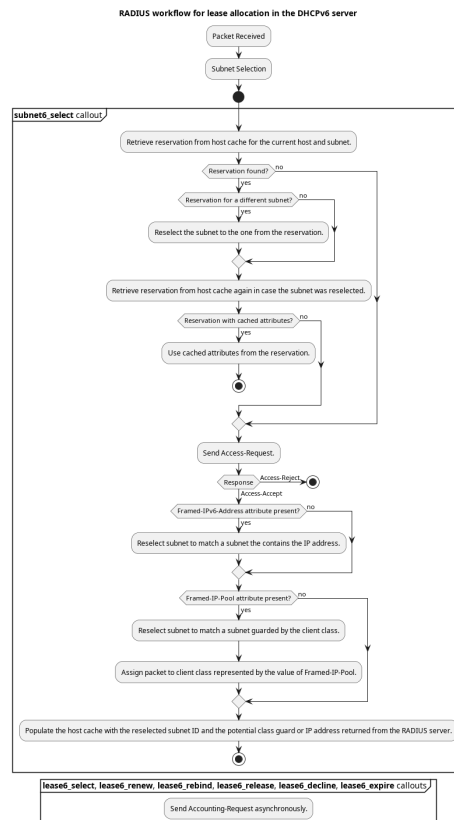 RADIUS workflow for lease allocation in the DHCPv6 server
Packet Received
Subnet Selection
subnet6_select callout
Retrieve reservation from host cache for the current host and subnet.
Reservation found?
no
yes
Reservation for a different subnet?
no
yes
Reselect the subnet to the one from the reservation.
Retrieve reservation from host cache again in case the subnet was reselected.
Reservation with cached attributes?
no
yes
Use cached attributes from the reservation.
Send Access-Request.
Response
Access-Reject
Access-Accept
Framed-IPv6-Address attribute present?
no
yes
Reselect subnet to match a subnet the contains the IP address.
Framed-IP-Pool attribute present?
no
yes
Reselect subnet to match a subnet guarded by the client class.
Assign packet to client class represented by the value of Framed-IP-Pool.
Populate the host cache with the reselected subnet ID and the potential class guard or IP address returned from the RADIUS server.
lease6_select, lease6_renew, lease6_rebind, lease6_release, lease6_decline, lease6_expire callouts
Send Accounting-Request asynchronously.